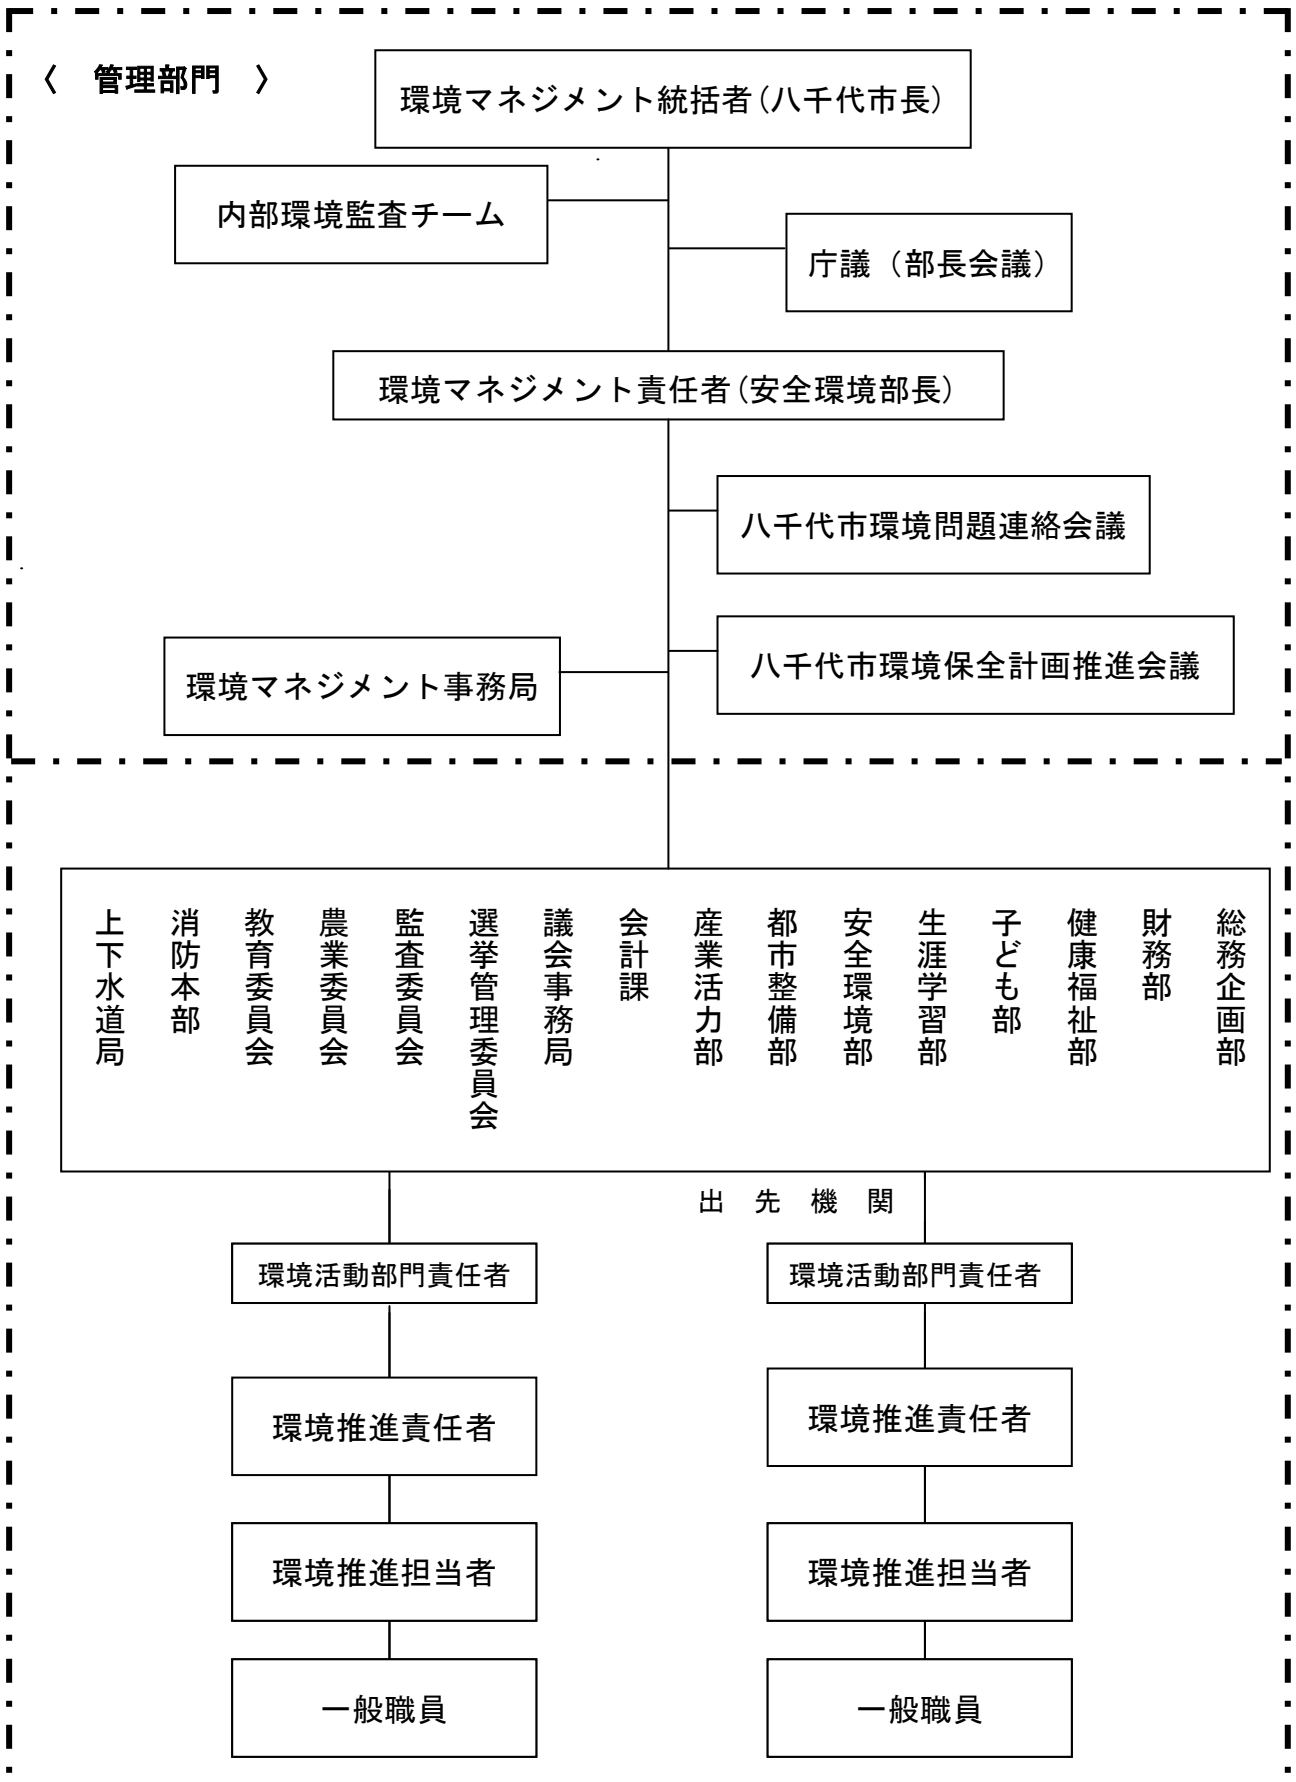 〈 管理部門 〉
環境マネジメント統括者(八千代市長)
内部環境監査チーム
庁議（部長会議）
環境マネジメント責任者(安全環境部長)
八千代市環境問題連絡会議
八千代市環境保全計画推進会議
環境マネジメント事務局
総務企画部
財務部
健康福祉部
子ども部
生涯学習部
安全環境部
都市整備部
産業活力部
会計課
議会事務局
選挙管理委員会
監査委員会
農業委員会
教育委員会
消防本部
上下水道局
出先機関
環境活動部門責任者
環境推進責任者
環境推進担当者
一般職員
環境活動部門責任者
環境推進責任者
環境推進担当者
一般職員